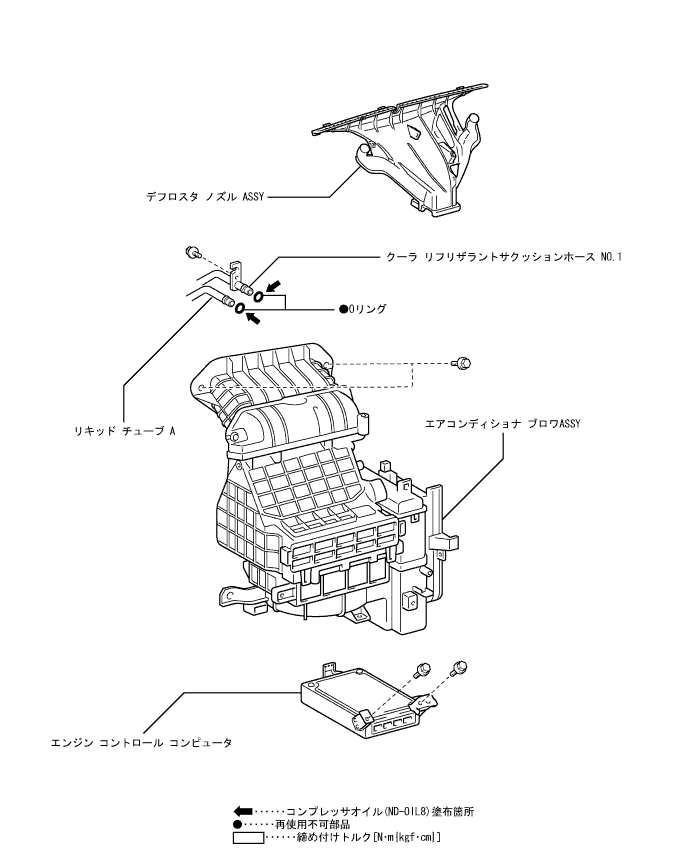 デフロスタ ノズル ASSY
クーラ リフリザラントサクッションホース NO.1
●Oリング
リキッド チューブ A
エアコンディショナ ブロワASSY
エンジン コントロール コンピュータ
······コンプレッサオイル(ND-OIL8)塗布箇所
●······再使用不可部品
······締め付けトルク[N·m{kgf·cm}]